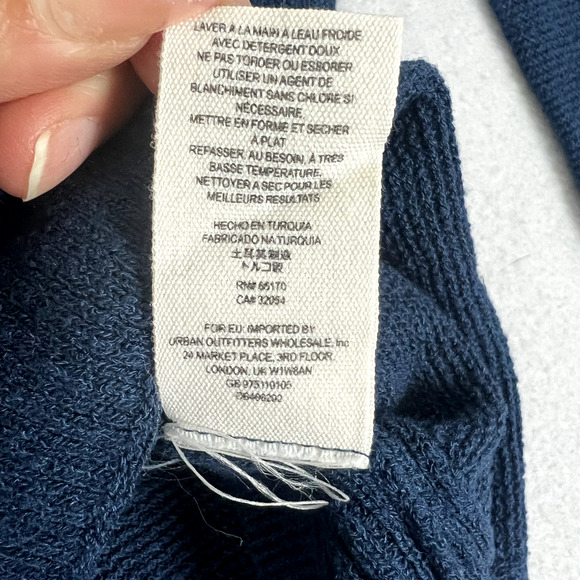 LAVER À LA MAIN À L'EAU FROIDE
AVEC DETERGENT DOUX
NE PAS TORDER OU ESSORER
UTILISER UN AGENT DE
BLANCHIMENT SANS CHLORE SI
NÉCESSAIRE.
METTRE EN FORME ET SECHER
À PLAT
REPASSER, AU BESOIN, À TRÈS
BASSE TEMPÉRATURE.
NETTOYER A SEC POUR LES
MEILLEURS RESULTATS
HECHO EN TURQUIA
FABRICADO NA TURQUIA
土耳其制造
トルコ製
RN# 66170
CA# 32054
FOR EU: IMPORTED BY
URBAN OUTFITTERS WHOLESALE, Inc
24 MARKET PLACE, 3RD FLOOR,
LONDON, UK W1W8AN
GB 975110105